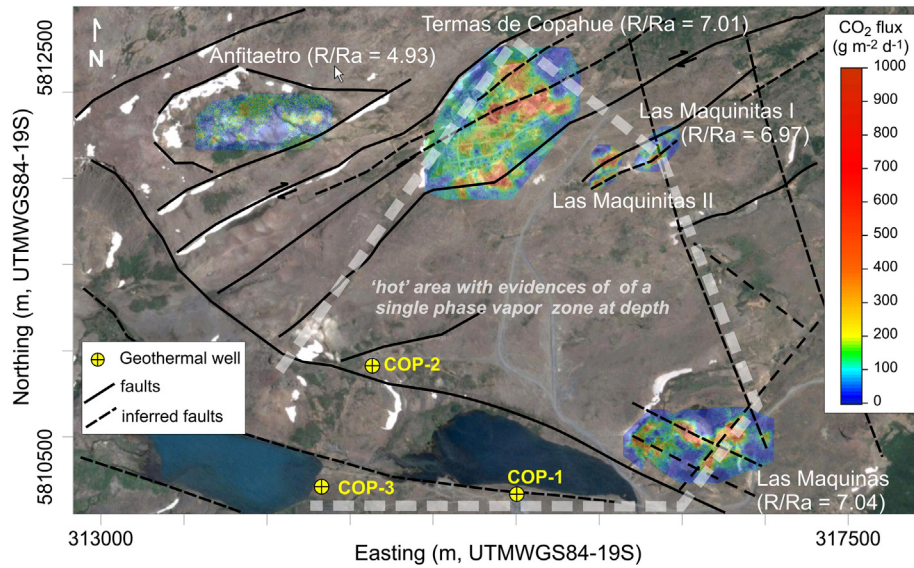 Termas de Copahue (R/Ra = 7.01)
Anfitaetro (R/Ra = 4.93)
N
CO2 flux
(g m-2 d-1)
1000
900
800
700
600
500
400
300
200
100
0
Las Maquinitas I
(R/Ra = 6.97)
Las Maquinitas II
'hot' area with evidences of of a
single phase vapor zone at depth
Geothermal well
faults
inferred faults
COP-2
COP-1
COP-3
Las Maquinas
(R/Ra = 7.04)
5812500
5810500
Northing (m, UTMWGS84-19S)
313000
317500
Easting (m, UTMWGS84-19S)